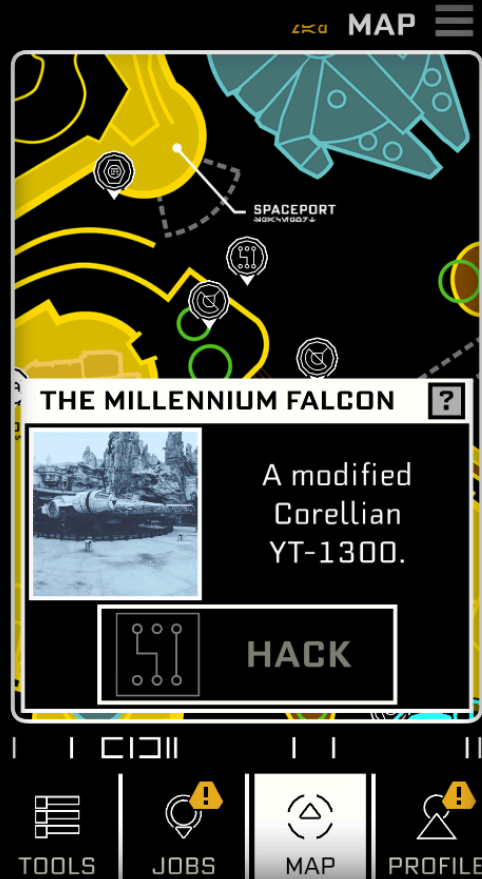 MAP
SPACEPORT
THE MILLENNIUM FALCON
?
A modified
Corellian
YT-1300.
HACK
!
!
TOOLS
JOBS
MAP
PROFILE